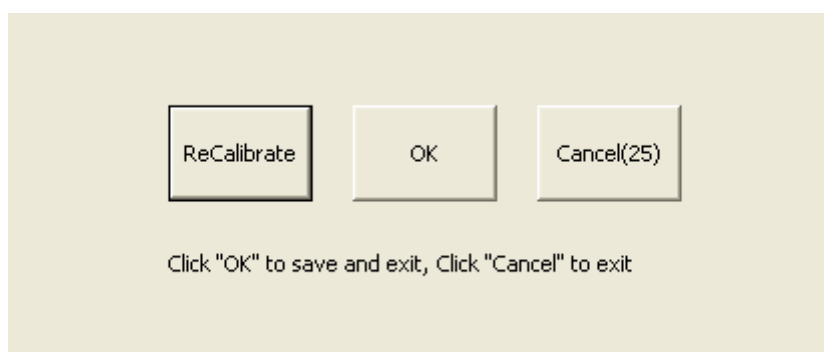 ReCalibrate OK Cancel(25)
Click "OK" to save and exit, Click "Cancel" to exit